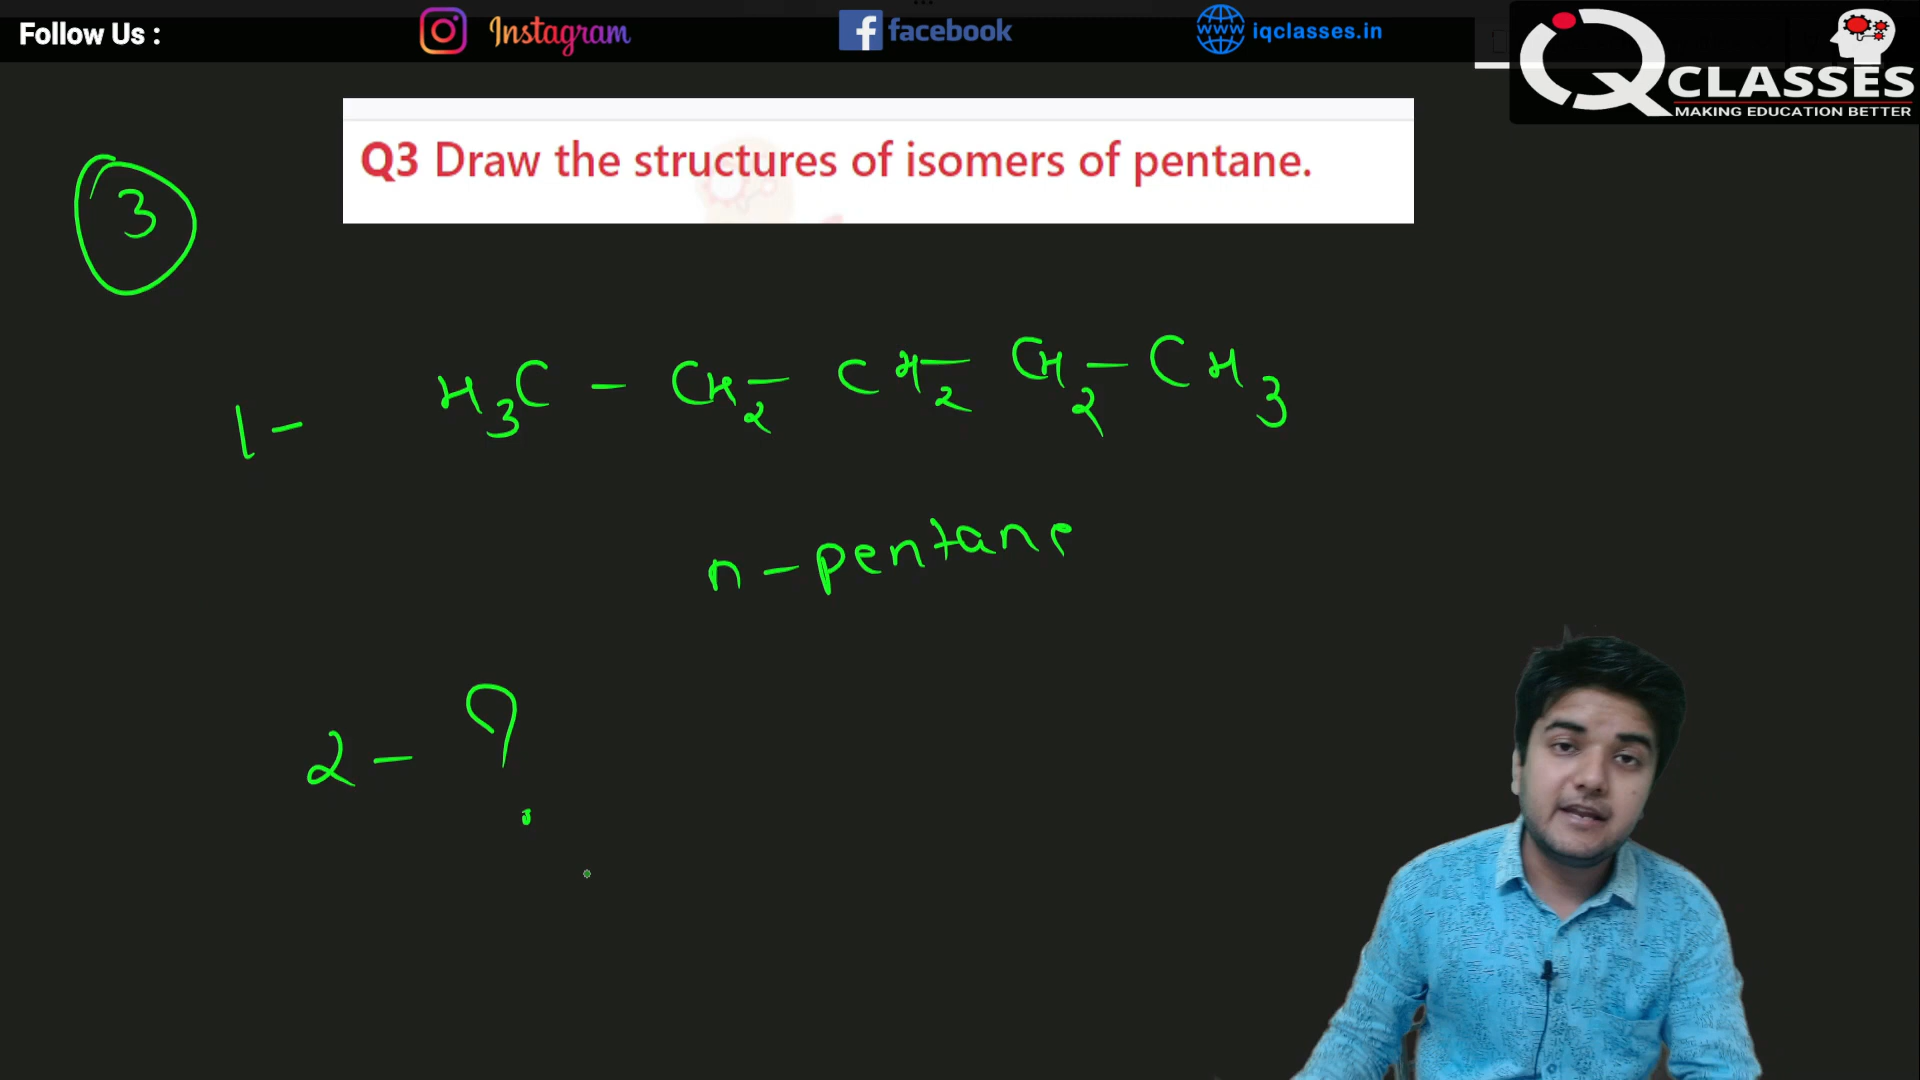 Follow Us :
Instagram
facebook
www iqclasses.in
IQ CLASSES
MAKING EDUCATION BETTER
Q3 Draw the structures of isomers of pentane.
3
1 - H₃C - CH₂ - CH₂ - CH₂ - CH₃
n - pentane
2 - ?